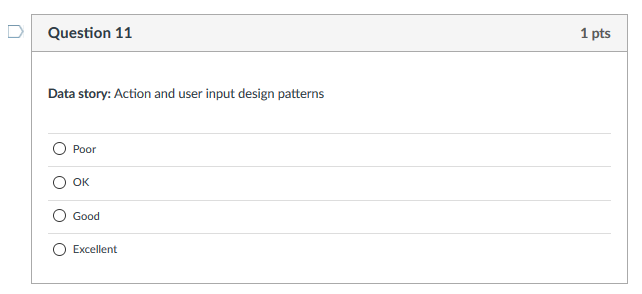 Question 11 1 pts
Data story: Action and user input design patterns
Poor
OK
Good
Excellent